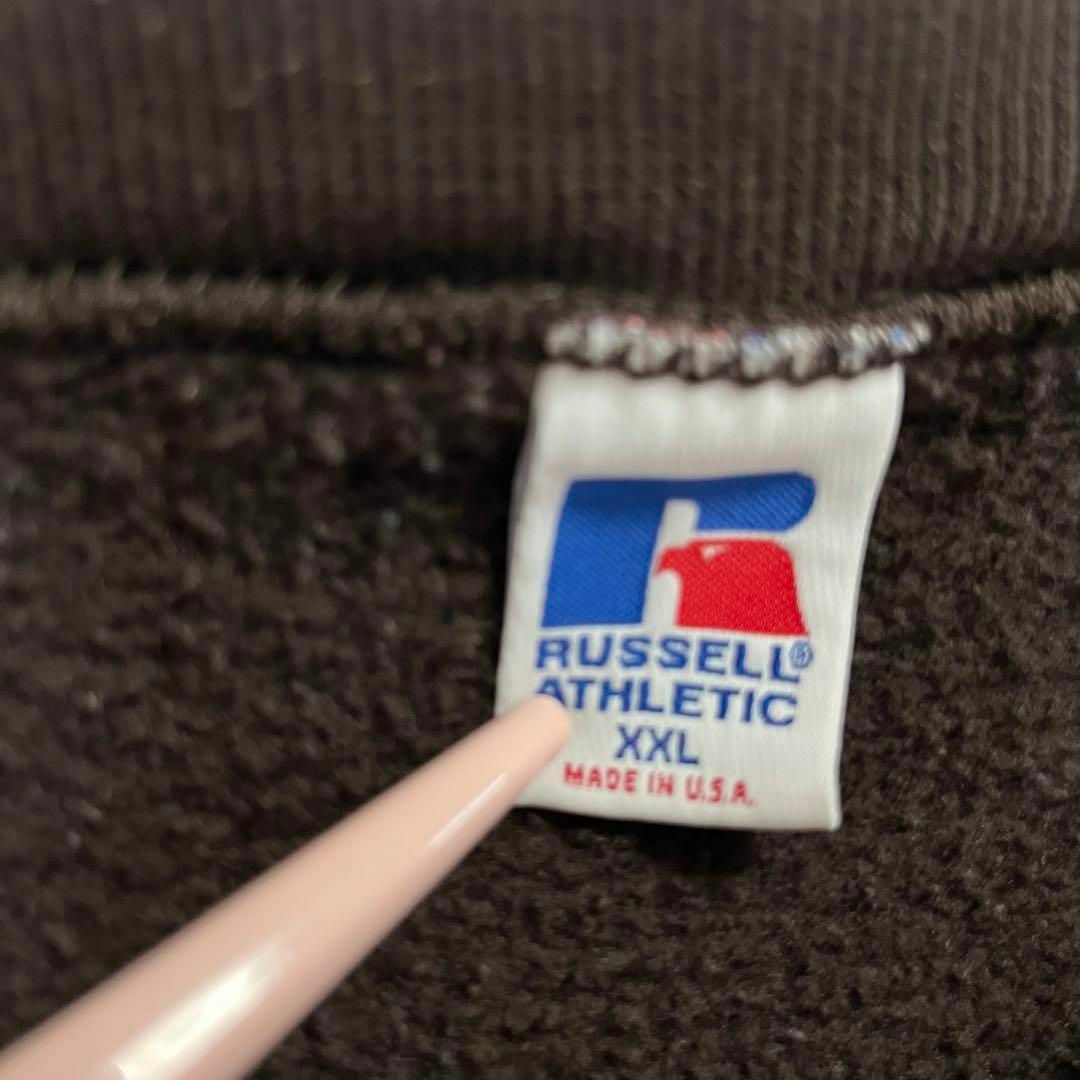 RUSSELL®
ATHLETIC
XXL
MADE IN U.S.A.